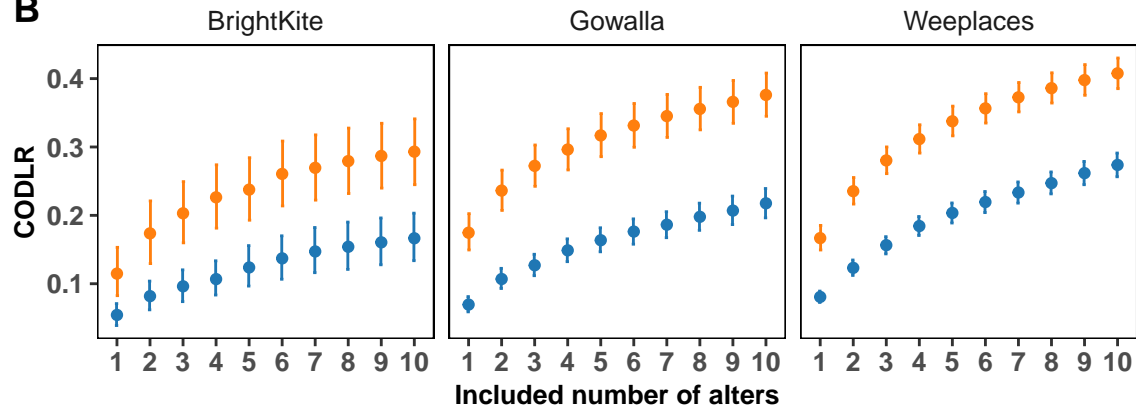 B
BrightKite Gowalla Weeplaces
CODLR
0.4
0.3
0.2
0.1
1 2 3 4 5 6 7 8 9 10 1 2 3 4 5 6 7 8 9 10 1 2 3 4 5 6 7 8 9 10
Included number of alters